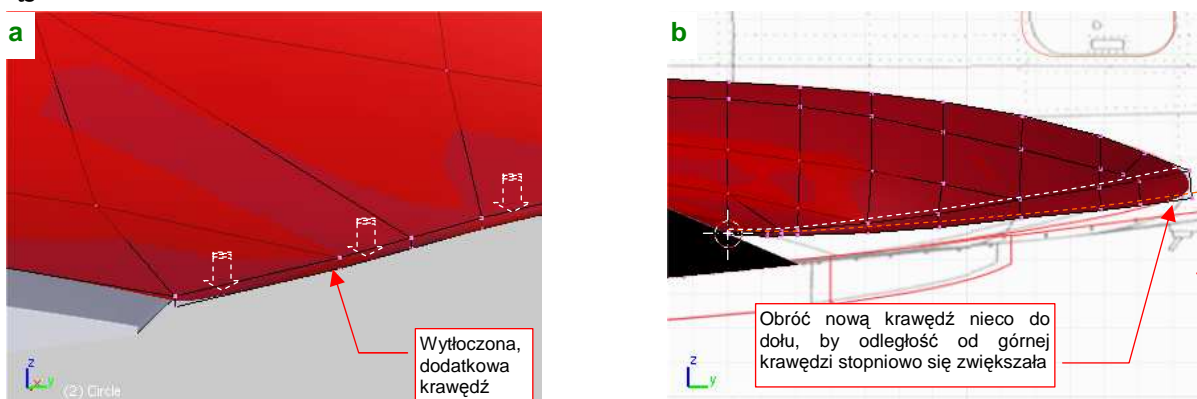 a
Wytłoczona,
dodatkowa
krawędź
z
x y
(2) Circle
b
Obróć nową krawędź nieco do
dołu, by odległość od górnej
krawędzi stopniowo się zwiększała
z
y